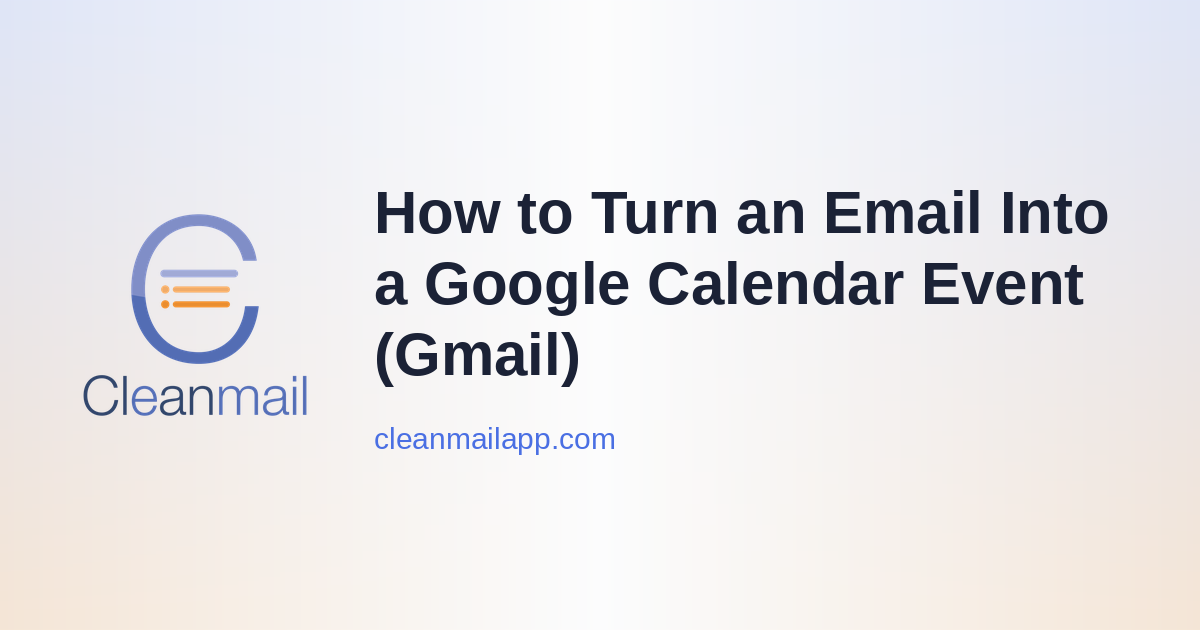 Cleanmail
How to Turn an Email Into
a Google Calendar Event
(Gmail)
cleanmailapp.com